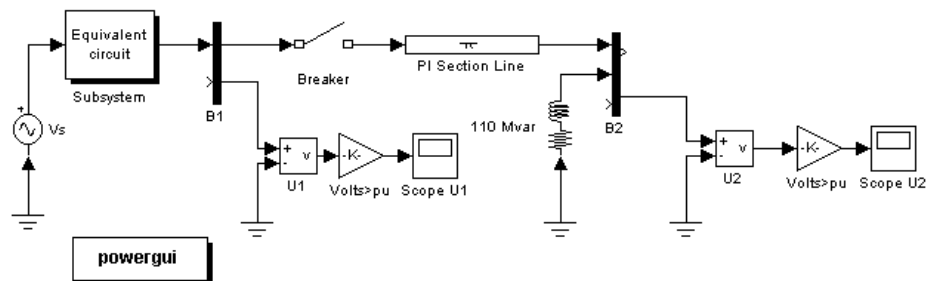 Equivalent
circuit
Subsystem
+
Vs
B1
Breaker
PI Section Line
110 Mvar
B2
+
-
v
U1
-K-
Volts>pu
Scope U1
+
-
v
U2
-K-
Volts>pu
Scope U2
powergui